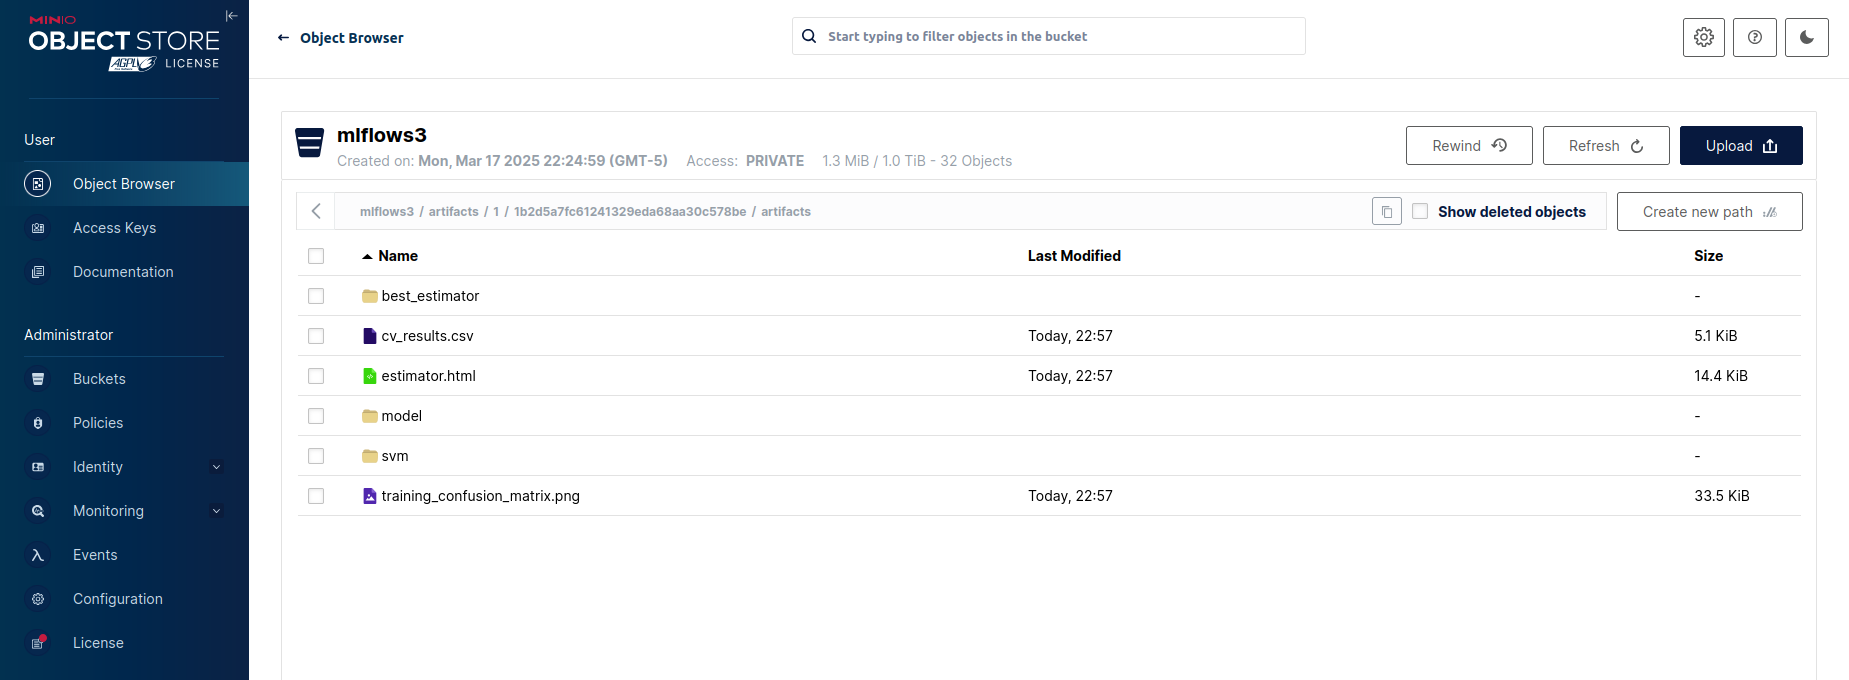 MINIO
OBJECT STORE
AGPLv3 LICENSE
User
Object Browser
Access Keys
Documentation
Administrator
Buckets
Policies
Identity
Monitoring
Events
Configuration
License
← Object Browser
Start typing to filter objects in the bucket
mlflows3
Created on: Mon, Mar 17 2025 22:24:59 (GMT-5) Access: PRIVATE 1.3 MiB / 1.0 TiB - 32 Objects
Rewind
Refresh
Upload
mlflows3 / artifacts / 1 / 1b2d5a7fc61241329eda68aa30c578be / artifacts
Show deleted objects
Create new path
Name Last Modified Size
best_estimator -
cv_results.csv Today, 22:57 5.1 KiB
estimator.html Today, 22:57 14.4 KiB
model -
svm -
training_confusion_matrix.png Today, 22:57 33.5 KiB